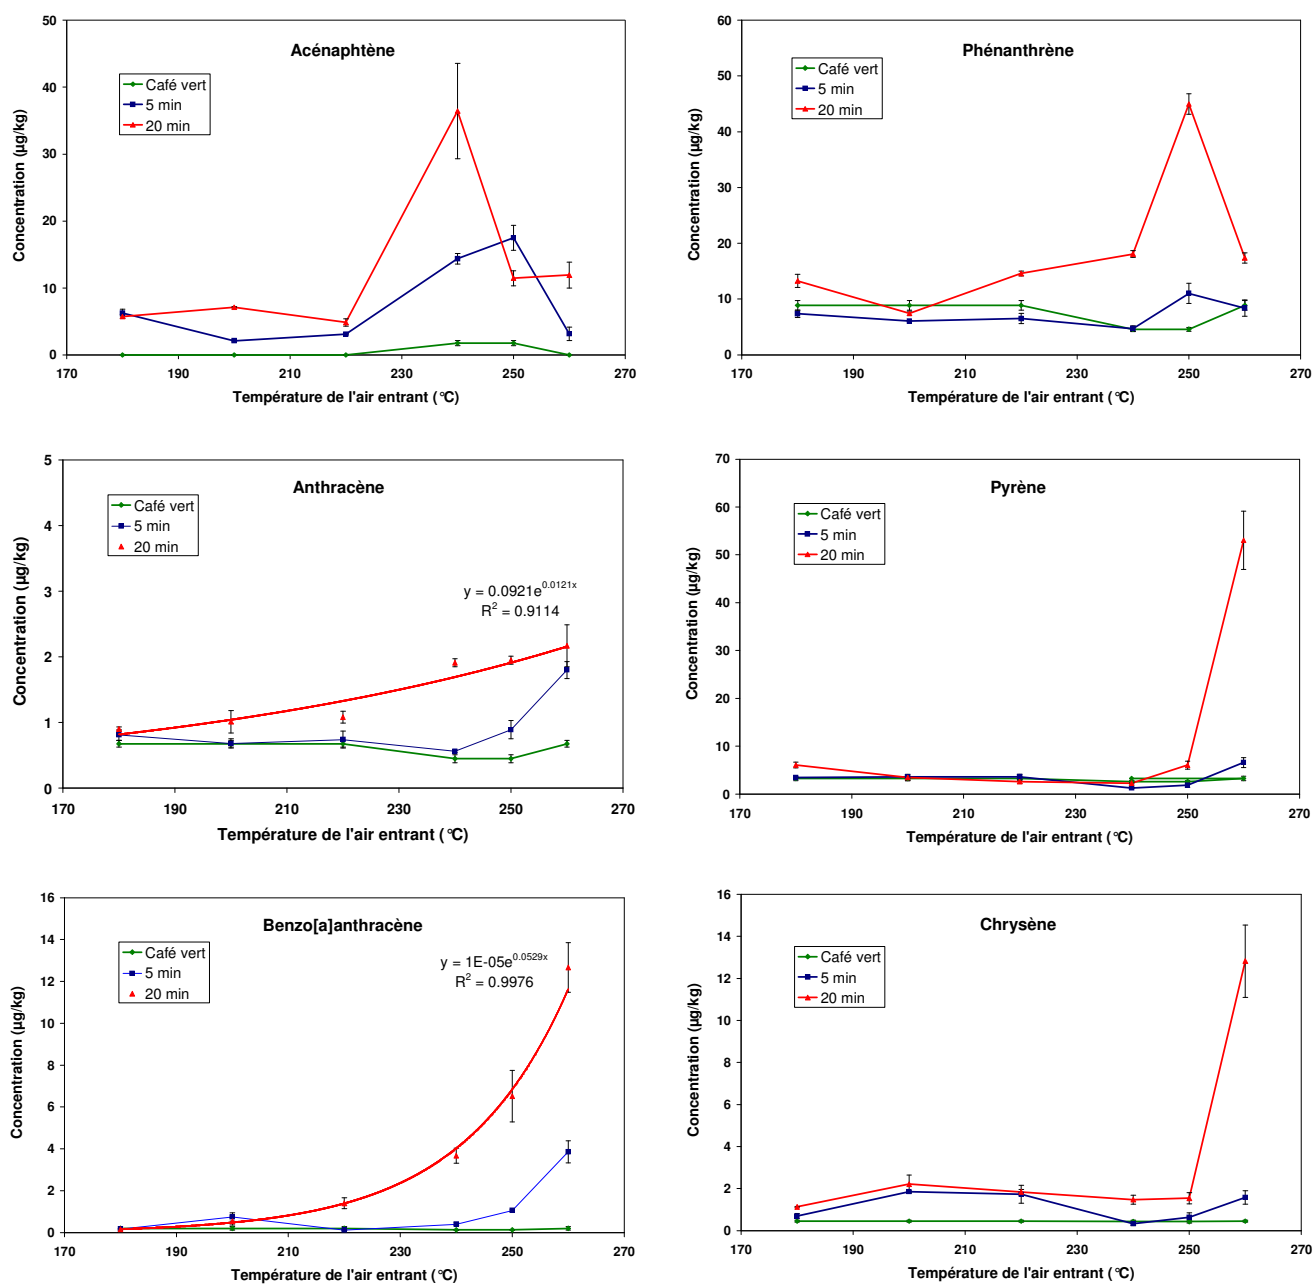 Acénaphtène
Concentration (µg/kg)
50
40
30
20
10
0
Café vert
5 min
20 min
170
190
210
230
250
270
Température de l'air entrant (°C)
Phénanthrène
Concentration (µg/kg)
60
50
40
30
20
10
0
Café vert
5 min
20 min
170
190
210
230
250
270
Température de l'air entrant (°C)
Anthracène
Concentration (µg/kg)
5
4
3
2
1
0
Café vert
5 min
20 min
y = 0.0921e^0.0121x
R² = 0.9114
170
190
210
230
250
270
Température de l'air entrant (°C)
Pyrène
Concentration (µg/kg)
70
60
50
40
30
20
10
0
Café vert
5 min
20 min
170
190
210
230
250
270
Température de l'air entrant (°C)
Benzo[a]anthracène
Concentration (µg/kg)
16
14
12
10
8
6
4
2
0
Café vert
5 min
20 min
y = 1E-05e^0.0529x
R² = 0.9976
170
190
210
230
250
270
Température de l'air entrant (°C)
Chrysène
Concentration (µg/kg)
16
14
12
10
8
6
4
2
0
Café vert
5 min
20 min
170
190
210
230
250
270
Température de l'air entrant (°C)